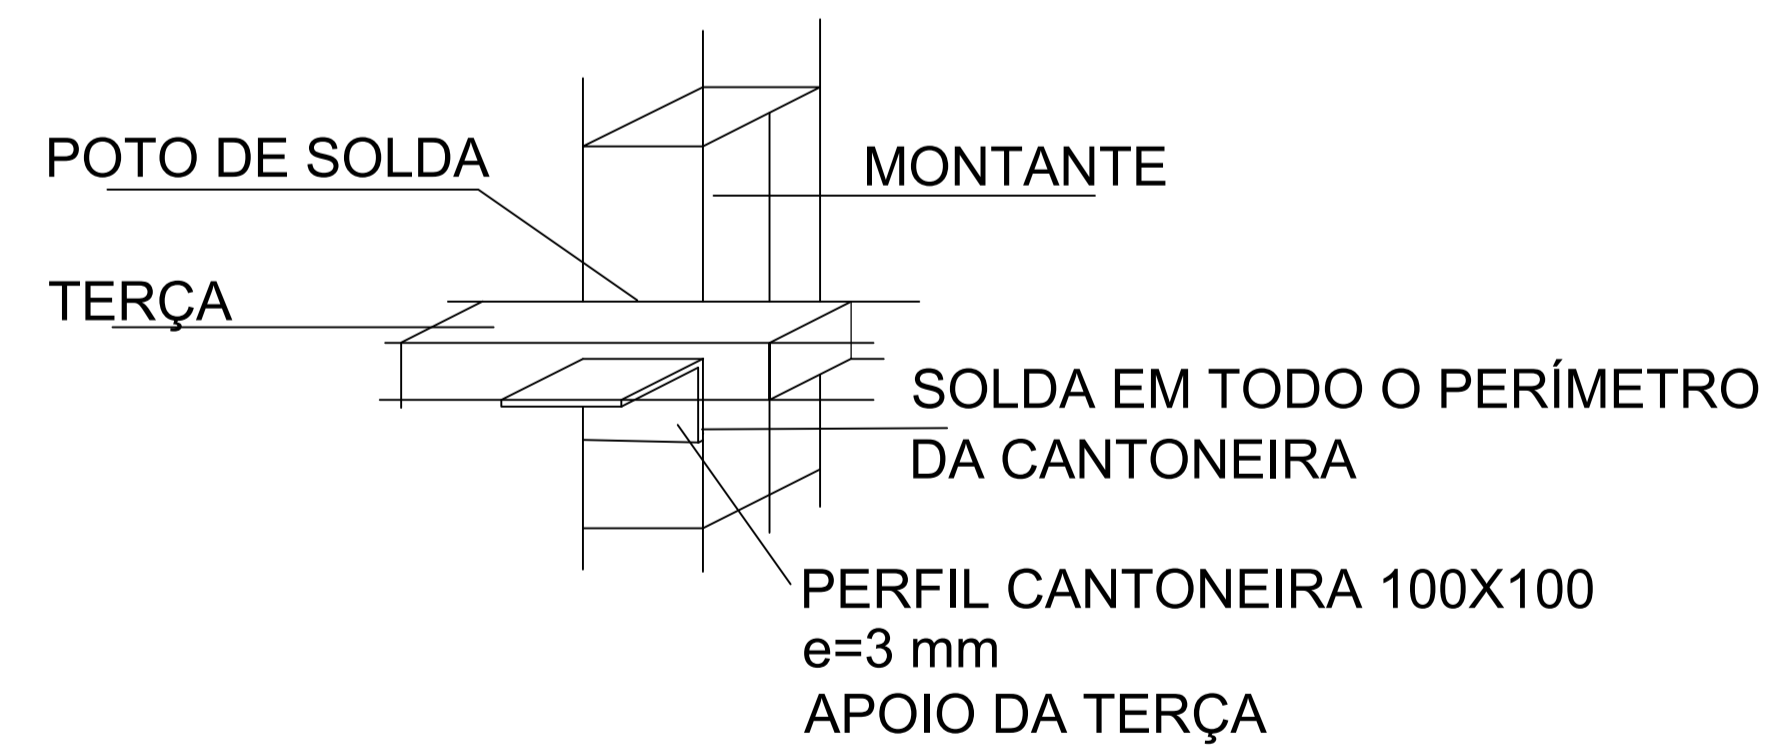 POTO DE SOLDA
MONTANTE
TERÇA
SOLDA EM TODO O PERÍMETRO
DA CANTONEIRA
PERFIL CANTONEIRA 100X100
e=3 mm
APOIO DA TERÇA